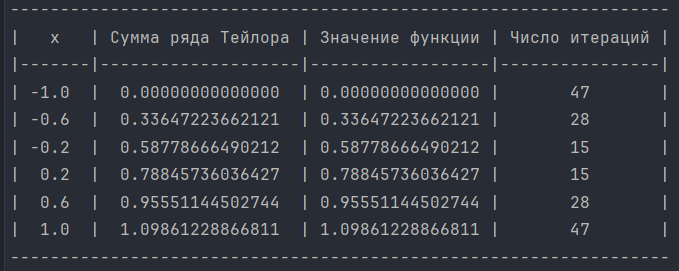 -------------------------------------------------------------------
|   x   | Сумма ряда Тейлора | Значение функции | Число итераций |
|-------|--------------------|------------------|----------------|
| -1.0  |  0.00000000000000  | 0.00000000000000 |       47       |
| -0.6  |  0.33647223662121  | 0.33647223662121 |       28       |
| -0.2  |  0.58778666490212  | 0.58778666490212 |       15       |
|  0.2  |  0.78845736036427  | 0.78845736036427 |       15       |
|  0.6  |  0.95551144502744  | 0.95551144502744 |       28       |
|  1.0  |  1.09861228866811  | 1.09861228866811 |       47       |
-------------------------------------------------------------------